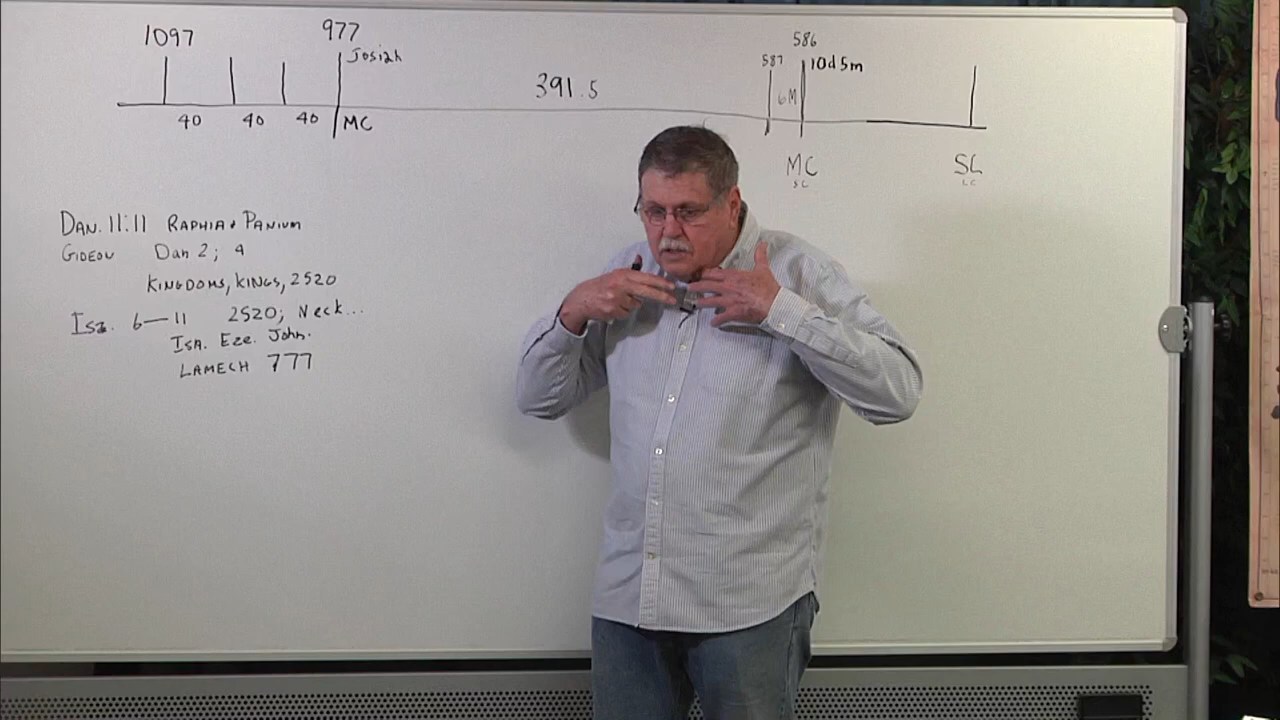 1097 977 586
Josiah 587 10d 5m
391.5 6M
40 40 40 MC
MC SC
SC LC
DAN. 11:11 RAPHIA + PANIUM
GIDEON Dan 2; 4
KINGDOMS, KINGS, 2520
Isa. 6—11 2520; Neck...
ISA. Eze. John.
LAMECH 777